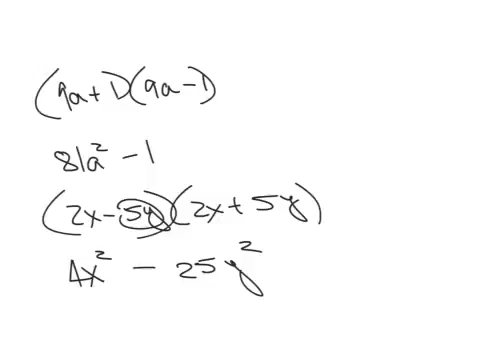 (9a+1)(9a-1)
81a² - 1
(2x-5y)(2x+5y)
4x² - 25y²